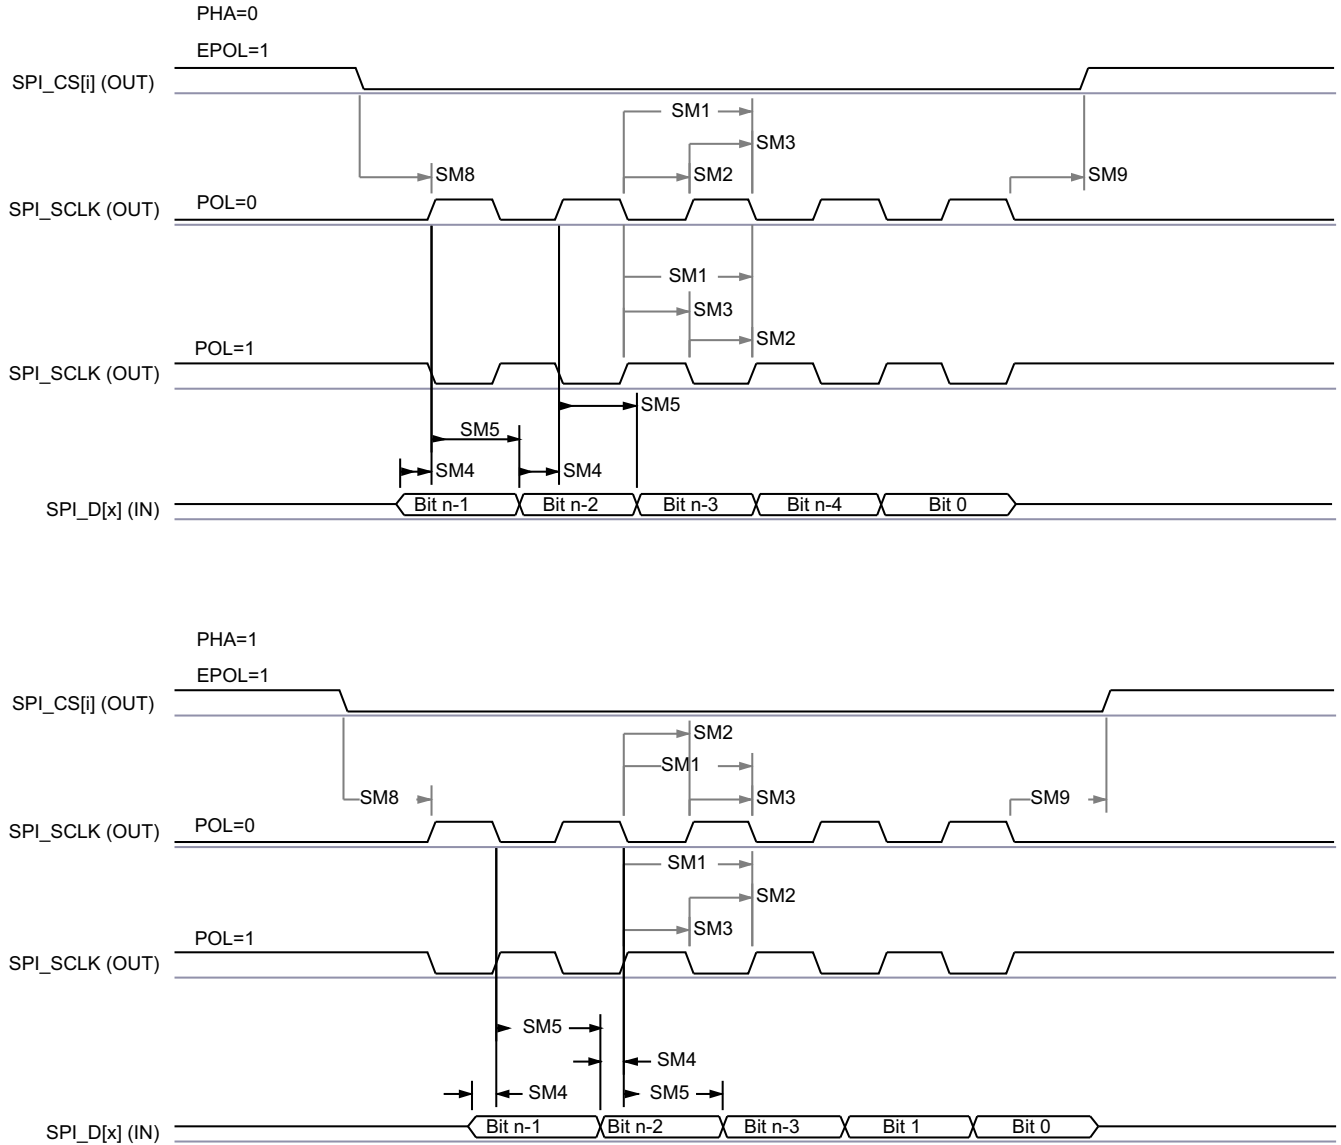 PHA=0
EPOL=1
SPI_CS[i] (OUT)
SM1
SM3
SM8
SM2
SM9
POL=0
SPI_SCLK (OUT)
SM1
SM3
SM2
POL=1
SPI_SCLK (OUT)
SM5
SM5
SM4
SM4
SPI_D[x] (IN)
Bit n-1
Bit n-2
Bit n-3
Bit n-4
Bit 0
PHA=1
EPOL=1
SPI_CS[i] (OUT)
SM2
SM1
SM8
SM3
SM9
POL=0
SPI_SCLK (OUT)
SM1
SM2
SM3
POL=1
SPI_SCLK (OUT)
SM5
SM4
SM4
SM5
SPI_D[x] (IN)
Bit n-1
Bit n-2
Bit n-3
Bit 1
Bit 0